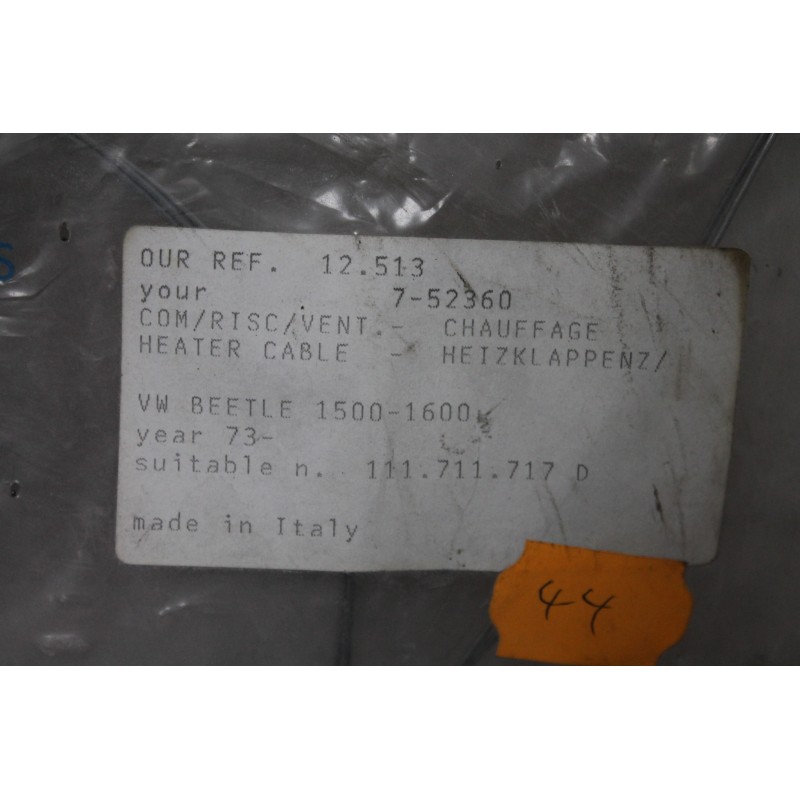 OUR REF. 12.513
your 7-52360
COM/RISC/VENT.- CHAUFFAGE
HEATER CABLE - HEIZKLAPPENZ/
VW BEETLE 1500-1600
year 73-
suitable n. 111.711.717 D
made in Italy
44
S